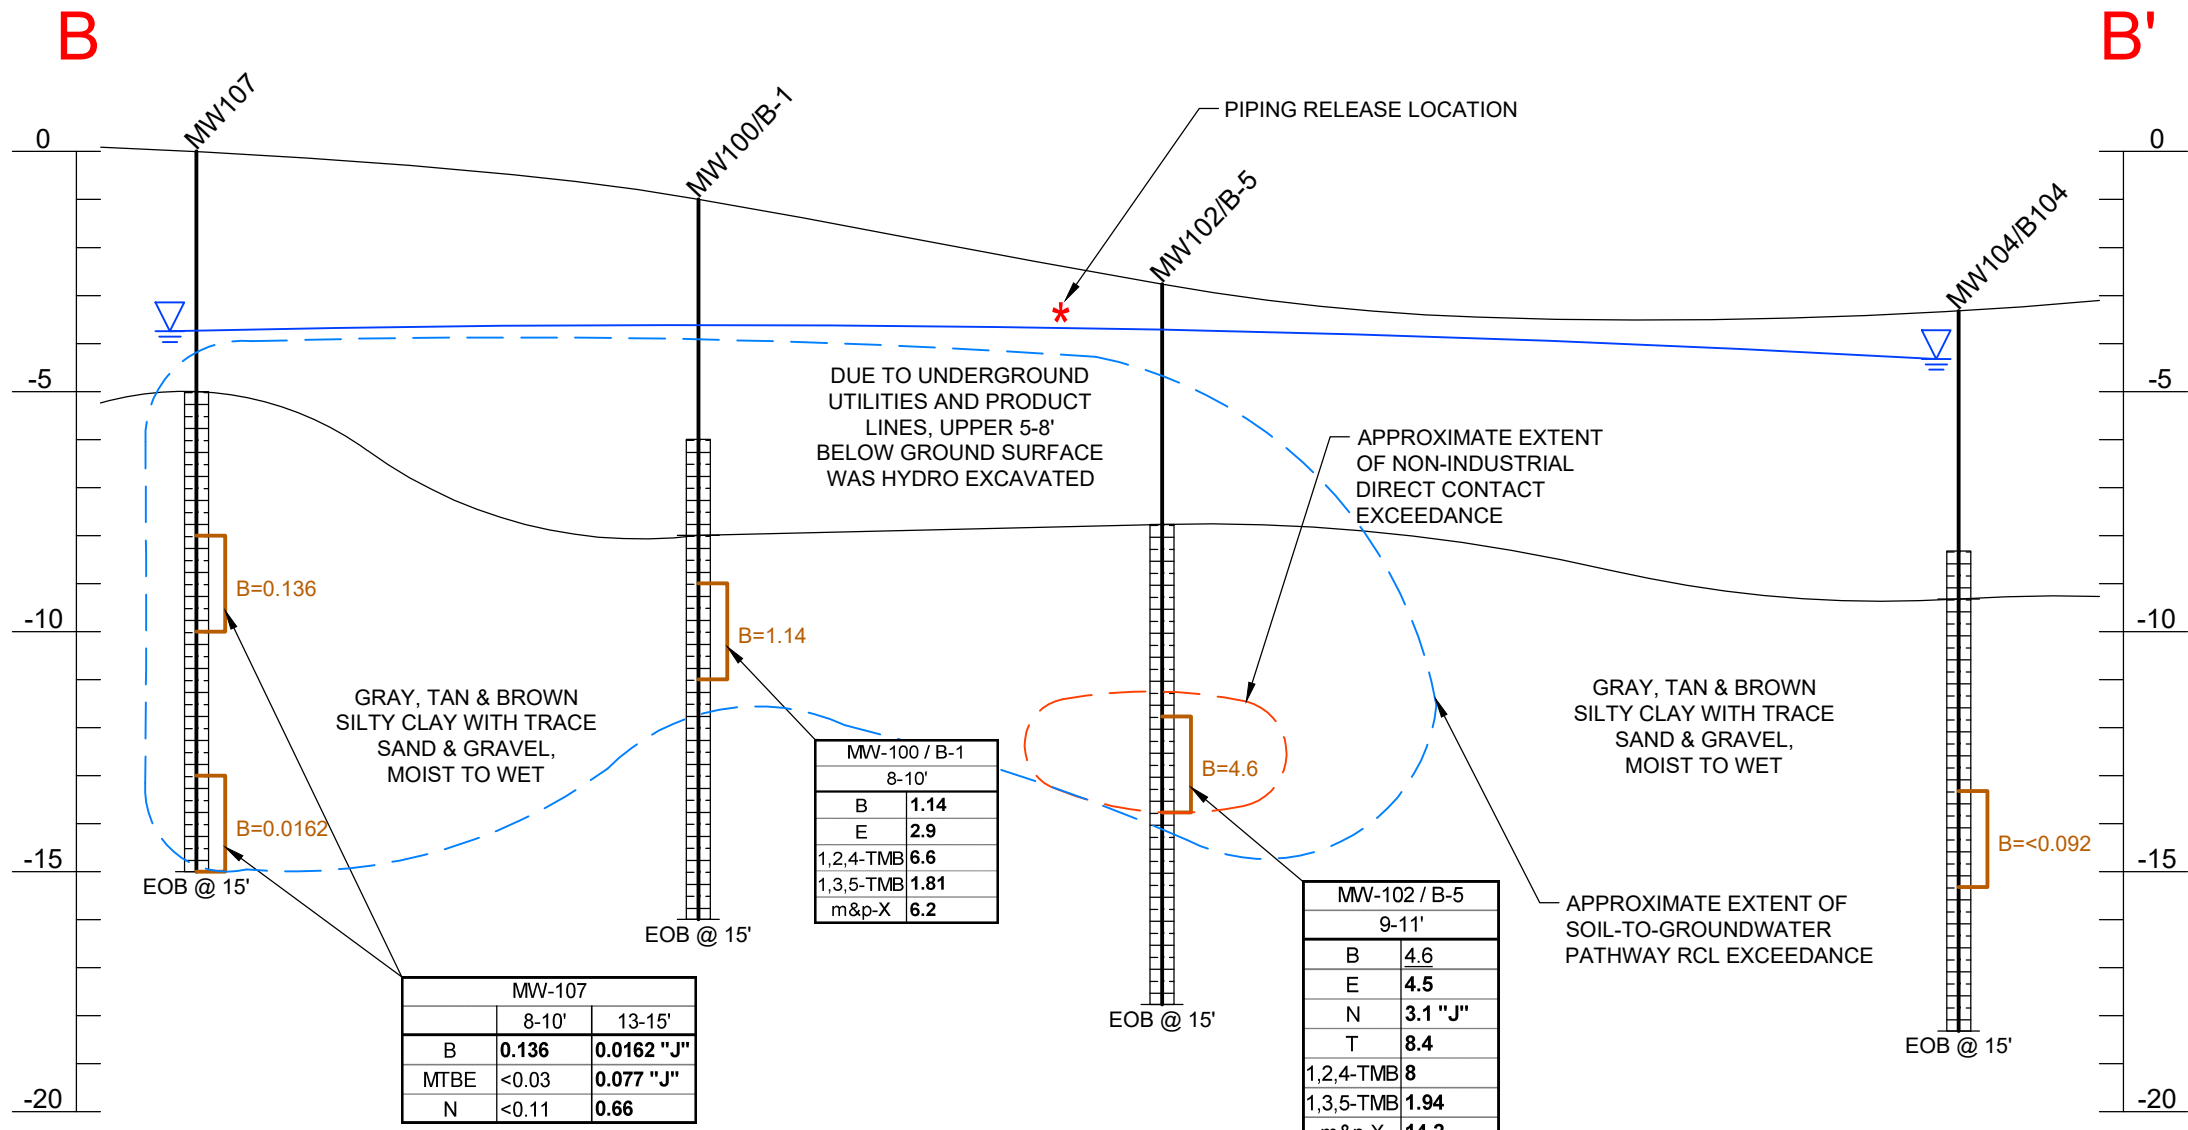 B
B'
MW107
MW100/B-1
MW102/B-5
MW104/B104
PIPING RELEASE LOCATION
*
0
-5
-10
-15
-20
0
-5
-10
-15
-20
DUE TO UNDERGROUND
UTILITIES AND PRODUCT
LINES, UPPER 5-8'
BELOW GROUND SURFACE
WAS HYDRO EXCAVATED
APPROXIMATE EXTENT
OF NON-INDUSTRIAL
DIRECT CONTACT
EXCEEDANCE
B=0.136
B=1.14
B=4.6
B=0.0162
B=<0.092
GRAY, TAN & BROWN
SILTY CLAY WITH TRACE
SAND & GRAVEL,
MOIST TO WET
GRAY, TAN & BROWN
SILTY CLAY WITH TRACE
SAND & GRAVEL,
MOIST TO WET
APPROXIMATE EXTENT OF
SOIL-TO-GROUNDWATER
PATHWAY RCL EXCEEDANCE
EOB @ 15'
EOB @ 15'
EOB @ 15'
EOB @ 15'
MW-100 / B-1
8-10'
B 1.14
E 2.9
1,2,4-TMB 6.6
1,3,5-TMB 1.81
m&p-X 6.2
MW-107
8-10' 13-15'
B 0.136 0.0162 "J"
MTBE <0.03 0.077 "J"
N <0.11 0.66
MW-102 / B-5
9-11'
B 4.6
E 4.5
N 3.1 "J"
T 8.4
1,2,4-TMB 8
1,3,5-TMB 1.94
m&p-X 14.2